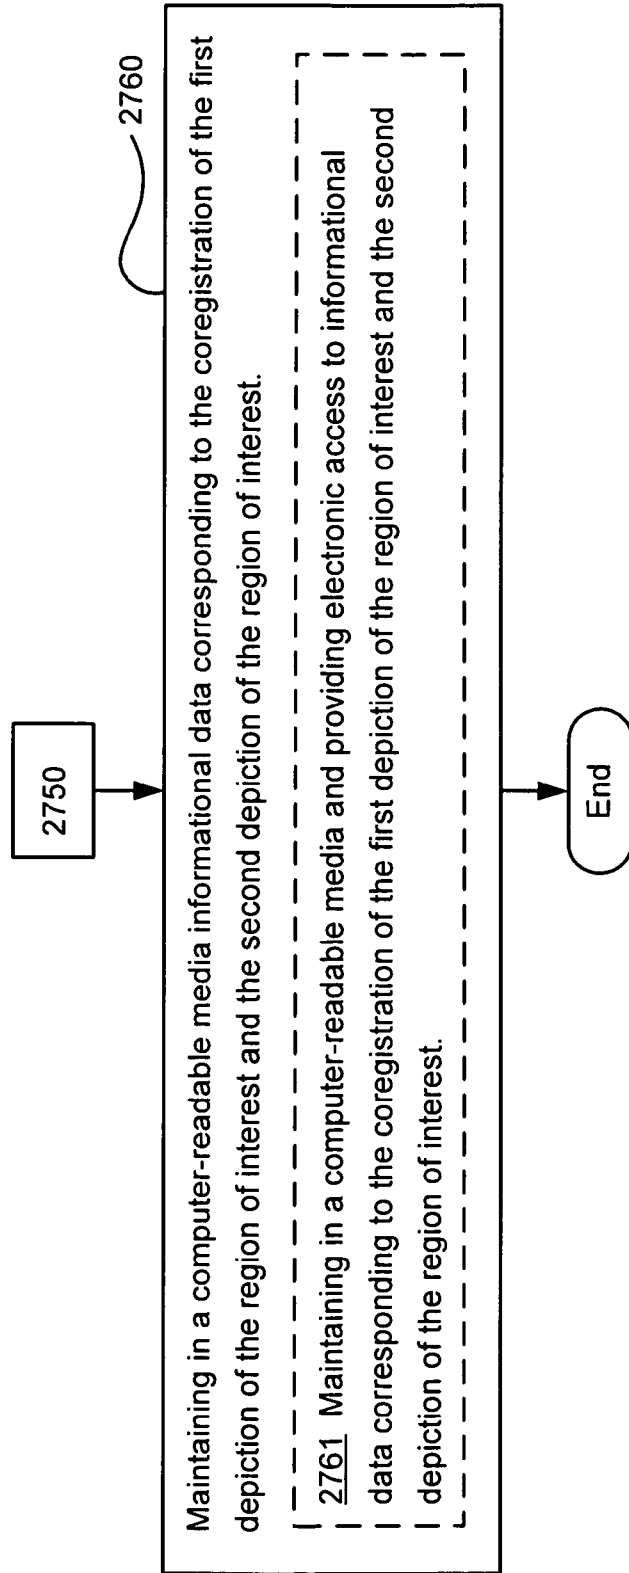 2750
2760
Maintaining in a computer-readable media informational data corresponding to the coregistration of the first
depiction of the region of interest and the second depiction of the region of interest.
2761 Maintaining in a computer-readable media and providing electronic access to informational
data corresponding to the coregistration of the first depiction of the region of interest and the second
depiction of the region of interest.
End